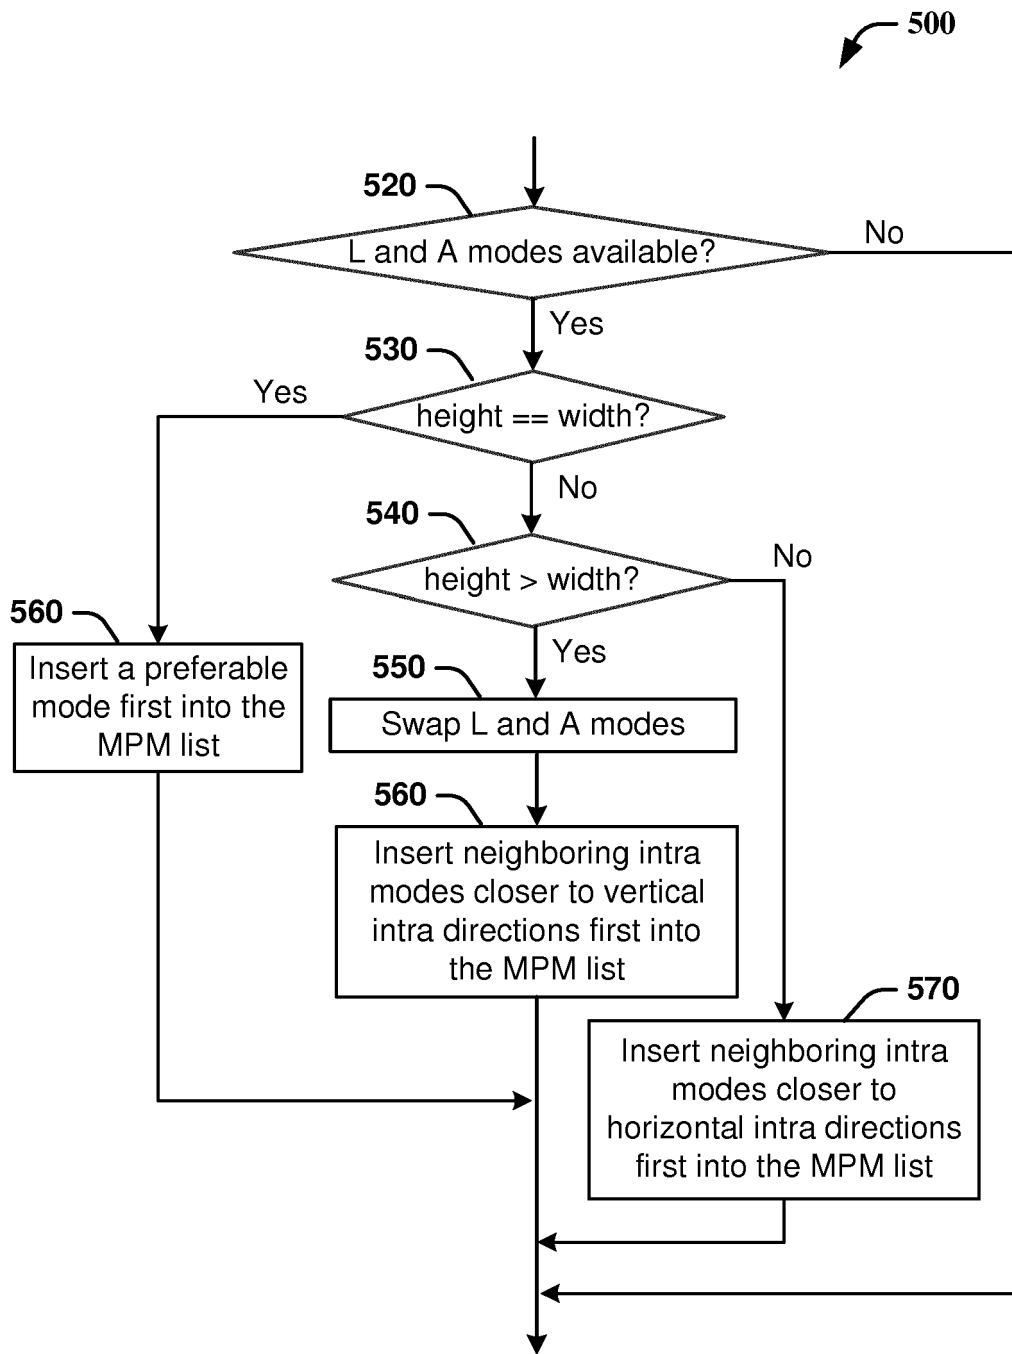 500
520
L and A modes available?
No
Yes
530
Yes
height == width?
No
540
No
height > width?
560
Yes
Insert a preferable
mode first into the
MPM list
550
Swap L and A modes
560
Insert neighboring intra
modes closer to vertical
intra directions first into
the MPM list
570
Insert neighboring intra
modes closer to
horizontal intra directions
first into the MPM list